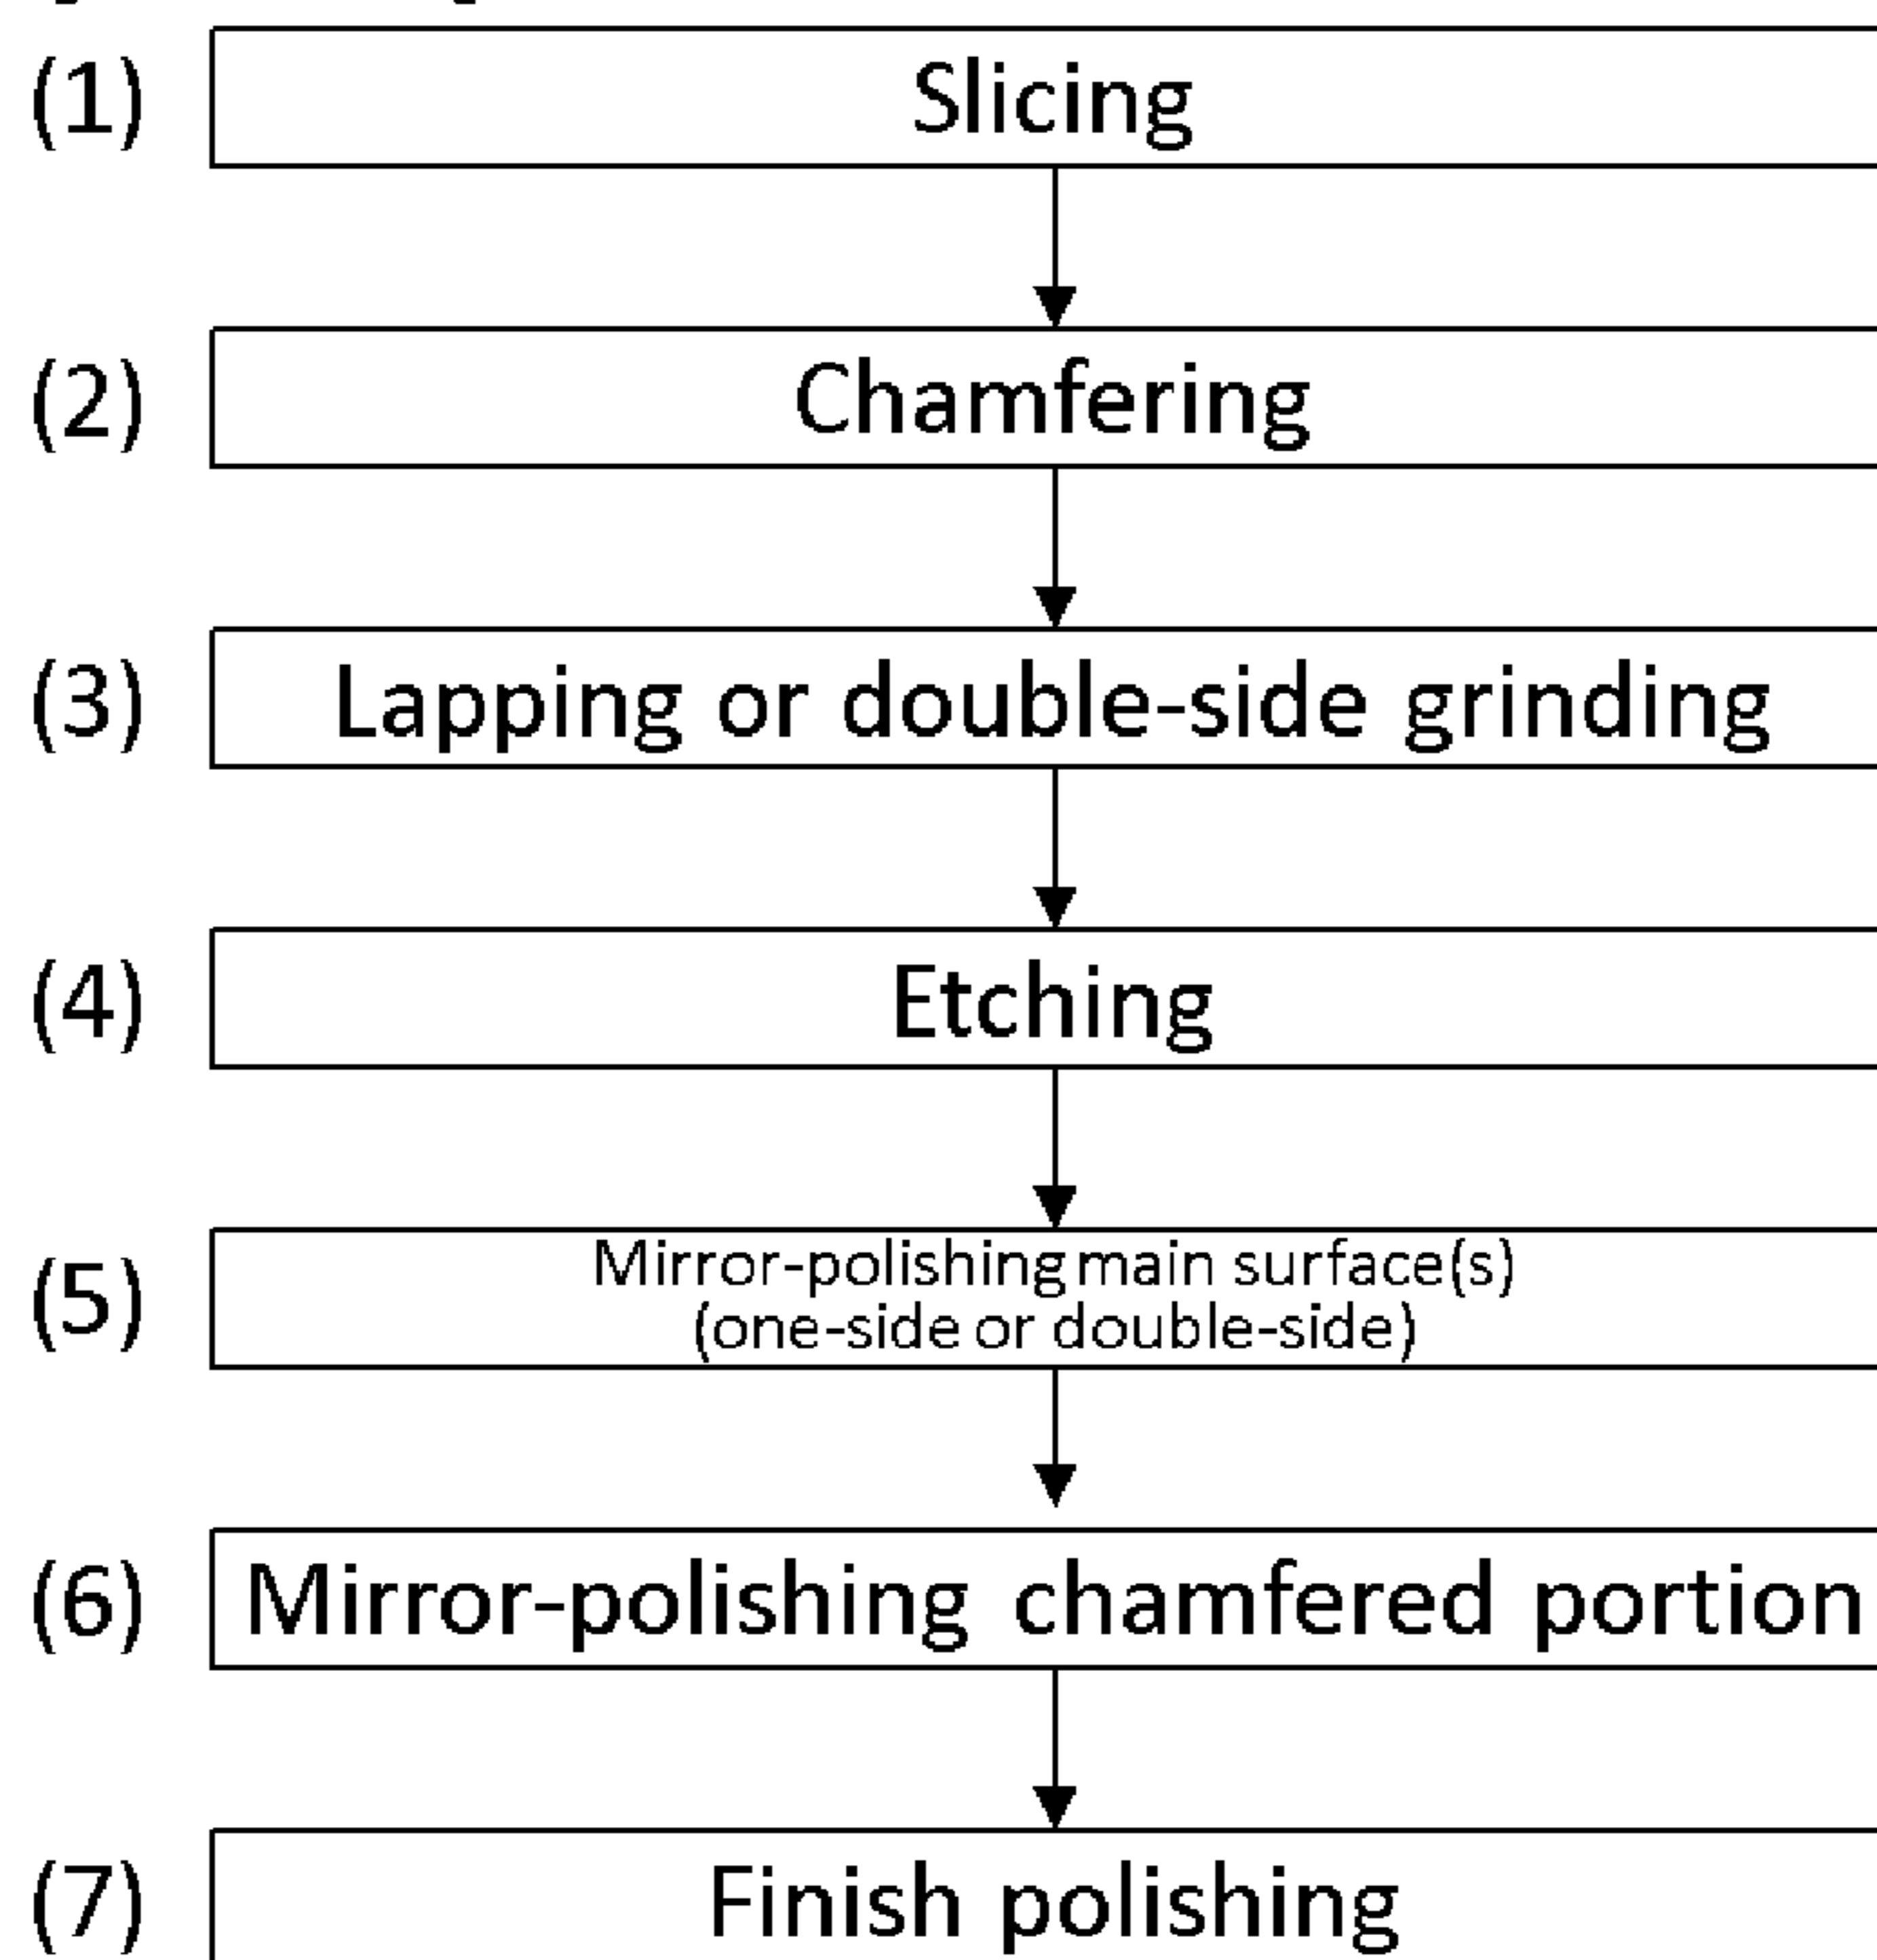 (1) Slicing
(2) Chamfering
(3) Lapping or double-side grinding
(4) Etching
(5) Mirror-polishing main surface(s)
(one-side or double-side)
(6) Mirror-polishing chamfered portion
(7) Finish polishing